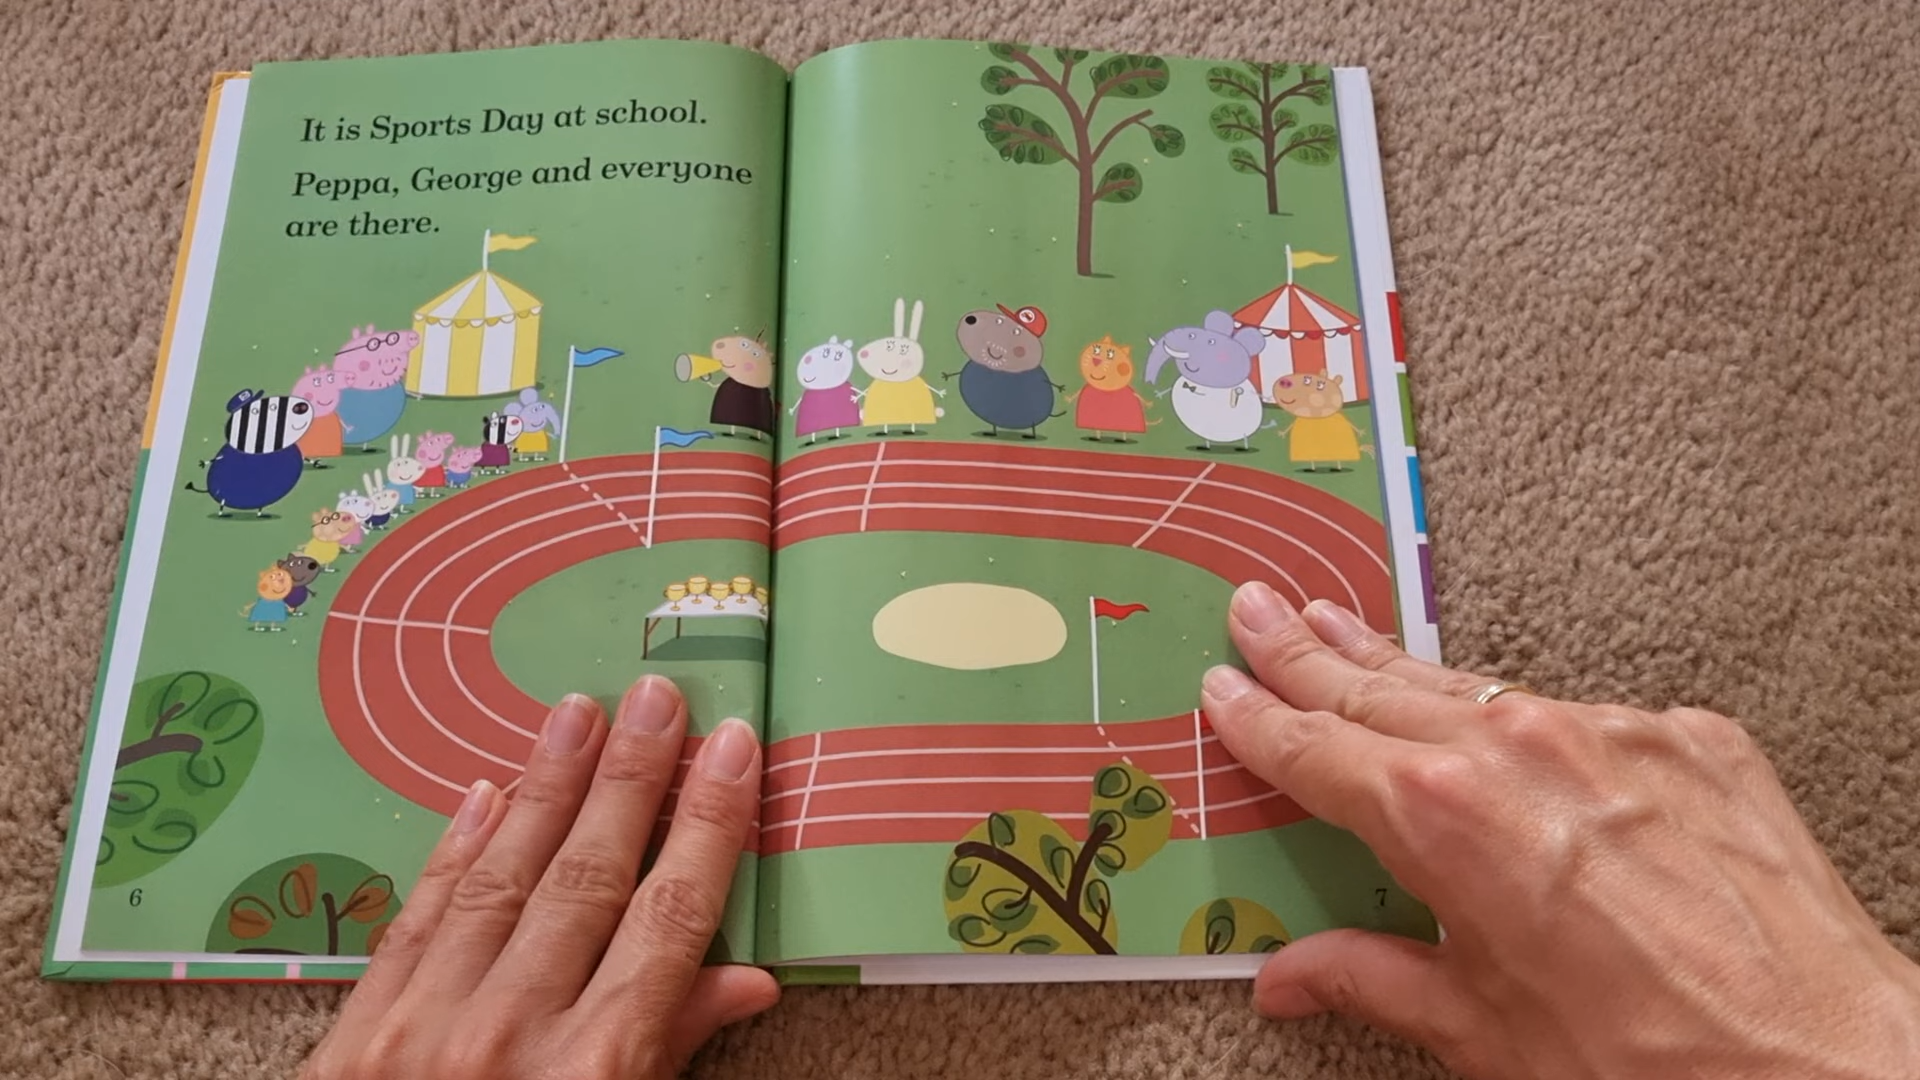 It is Sports Day at school.
Peppa, George and everyone
are there.
6
7